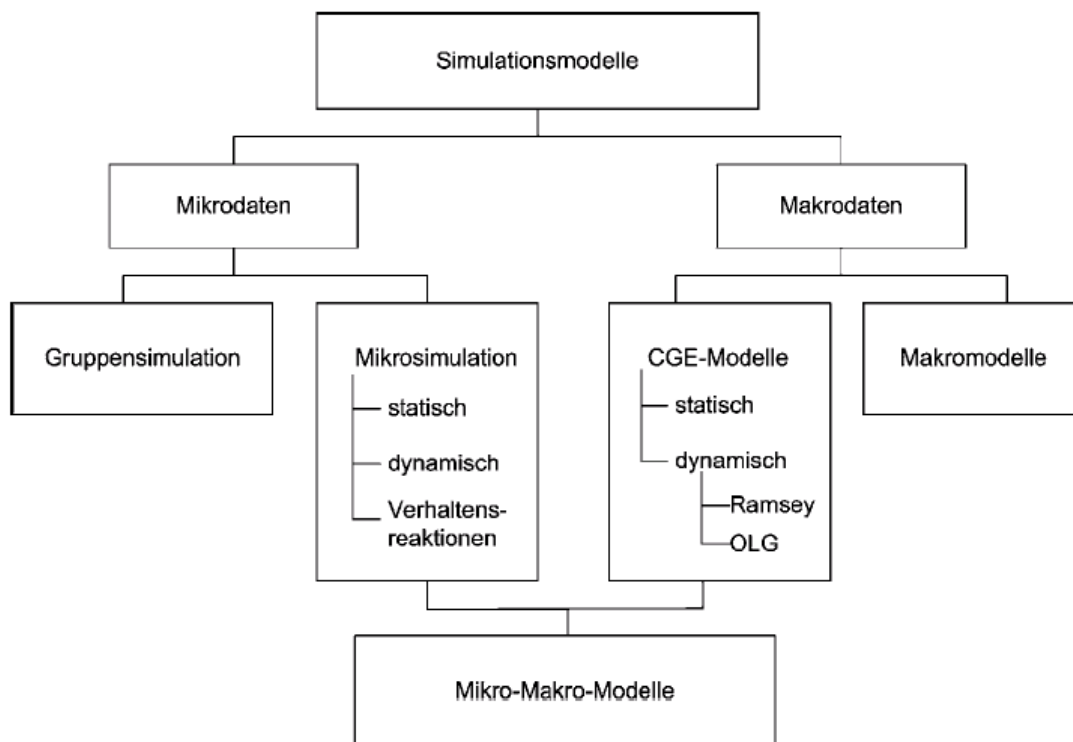 Simulationsmodelle
Mikrodaten
Makrodaten
Gruppensimulation
Mikrosimulation
statisch
dynamisch
Verhaltens-
reaktionen
CGE-Modelle
statisch
dynamisch
Ramsey
OLG
Makromodelle
Mikro-Makro-Modelle